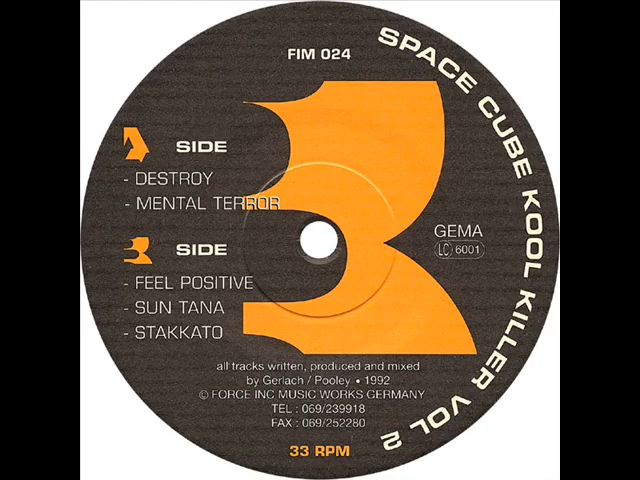 FIM 024
SPACE CUBE KOOL KILLER VOL 2
A SIDE
- DESTROY
- MENTAL TERROR
B SIDE
- FEEL POSITIVE
- SUN TANA
- STAKKATO
GEMA
LC 6001
all tracks written, produced and mixed
by Gerlach / Pooley • 1992
© FORCE INC MUSIC WORKS GERMANY
TEL : 069/239918
FAX : 069/252280
33 RPM